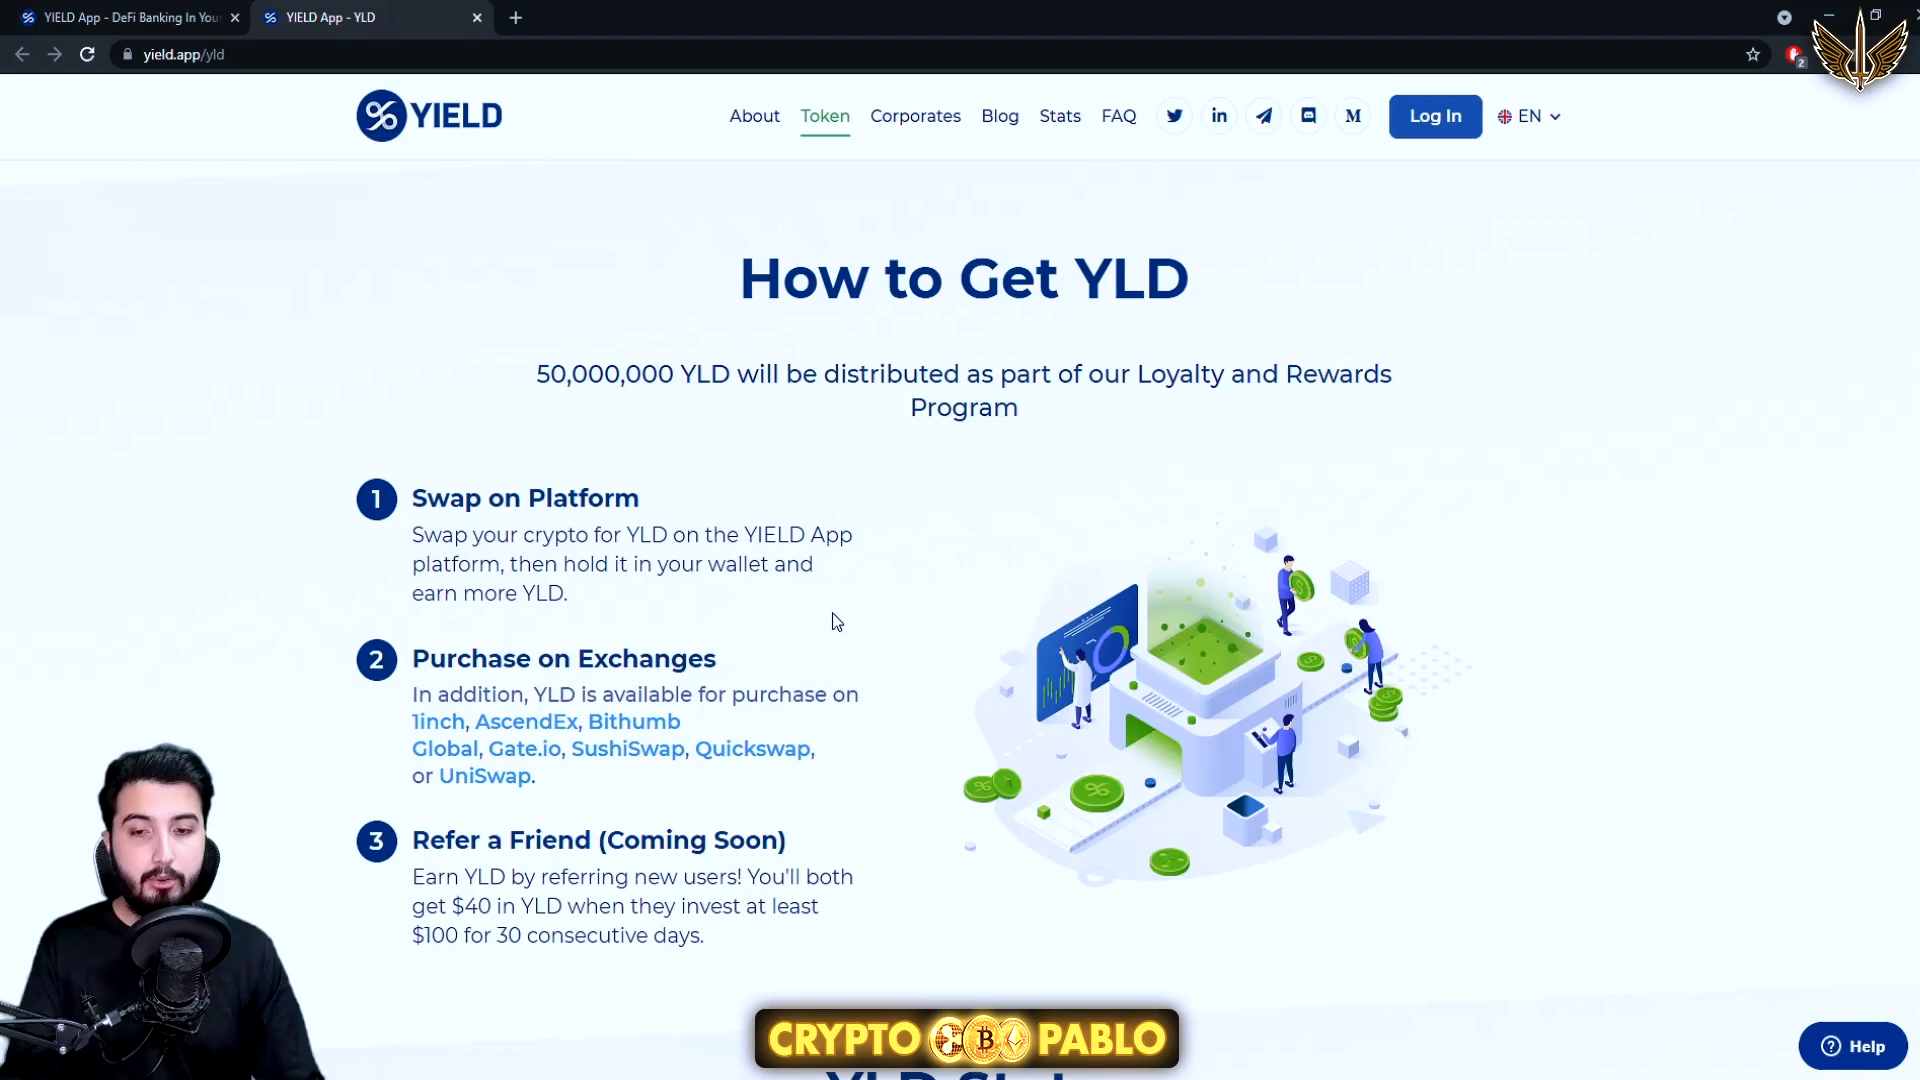 YIELD App - DeFi Banking In You
YIELD App - YLD
yield.app/yld
2
YIELD
About
Token
Corporates
Blog
Stats
FAQ
in
M
Log In
EN
How to Get YLD
50,000,000 YLD will be distributed as part of our Loyalty and Rewards
Program
1
Swap on Platform
Swap your crypto for YLD on the YIELD App
platform, then hold it in your wallet and
earn more YLD.
2
Purchase on Exchanges
In addition, YLD is available for purchase on
1inch, AscendEx, Bithumb
Global, Gate.io, SushiSwap, Quickswap,
or UniSwap.
3
Refer a Friend (Coming Soon)
Earn YLD by referring new users! You'll both
get $40 in YLD when they invest at least
$100 for 30 consecutive days.
CRYPTO PABLO
Help